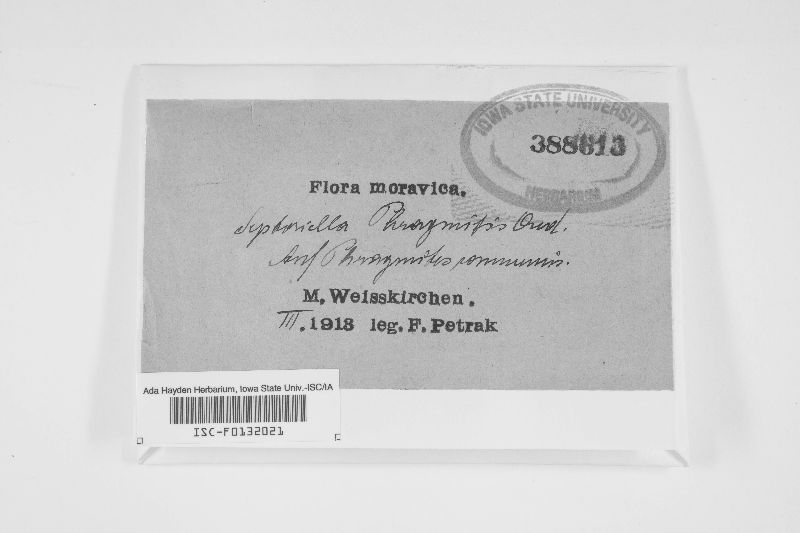 IOWA STATE UNIVERSITY
388613
HERBARIUM
Flora moravica.
Septoriella Phragmitis Oud.
Auf Phragmites communis.
M. Weisskirchen.
III. 1913 leg. F. Petrak
Ada Hayden Herbarium, Iowa State Univ.-ISC/IA
ISC-F0132021